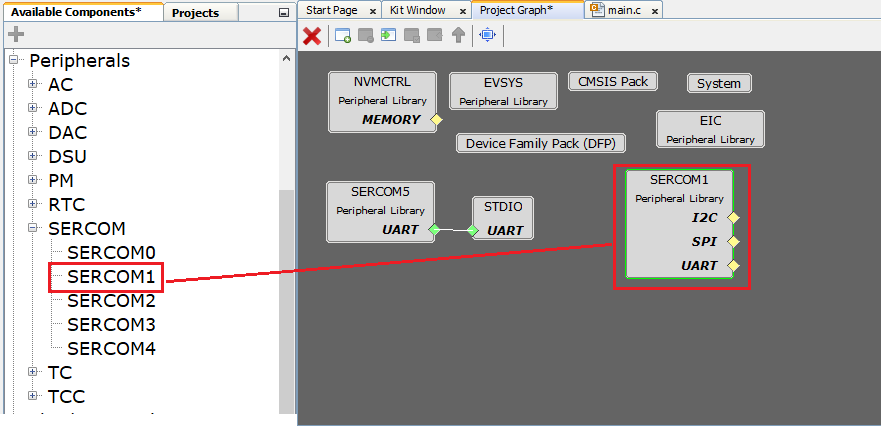 Available Components*
Projects
Peripherals
AC
ADC
DAC
DSU
PM
RTC
SERCOM
SERCOM0
SERCOM1
SERCOM2
SERCOM3
SERCOM4
TC
TCC
Start Page
Kit Window
Project Graph*
main.c
NVMCTRL
Peripheral Library
MEMORY
EVSYS
Peripheral Library
CMSIS Pack
System
EIC
Peripheral Library
Device Family Pack (DFP)
SERCOM5
Peripheral Library
UART
STDIO
UART
SERCOM1
Peripheral Library
I2C
SPI
UART